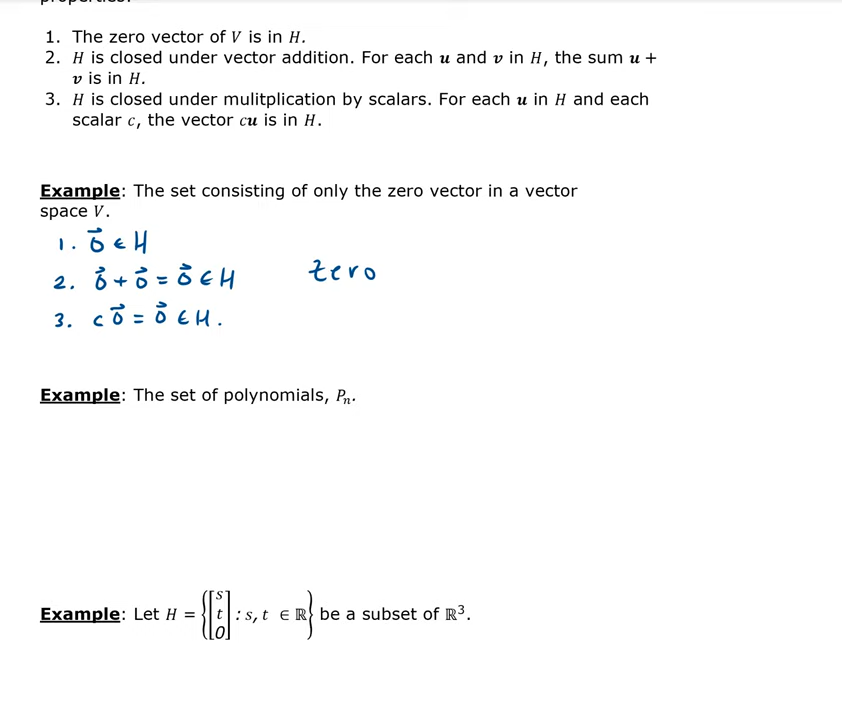 properties:
1. The zero vector of V is in H.
2. H is closed under vector addition. For each u and v in H, the sum u +
v is in H.
3. H is closed under mulitplication by scalars. For each u in H and each
scalar c, the vector cu is in H.
Example: The set consisting of only the zero vector in a vector
space V.
1. 0⃗ ∈ H
2. 0⃗ + 0⃗ = 0⃗ ∈ H zero
3. c 0⃗ = 0⃗ ∈ H.
Example: The set of polynomials, Pₙ.
Example: Let H = {[s t 0] : s, t ∈ ℝ} be a subset of ℝ³.